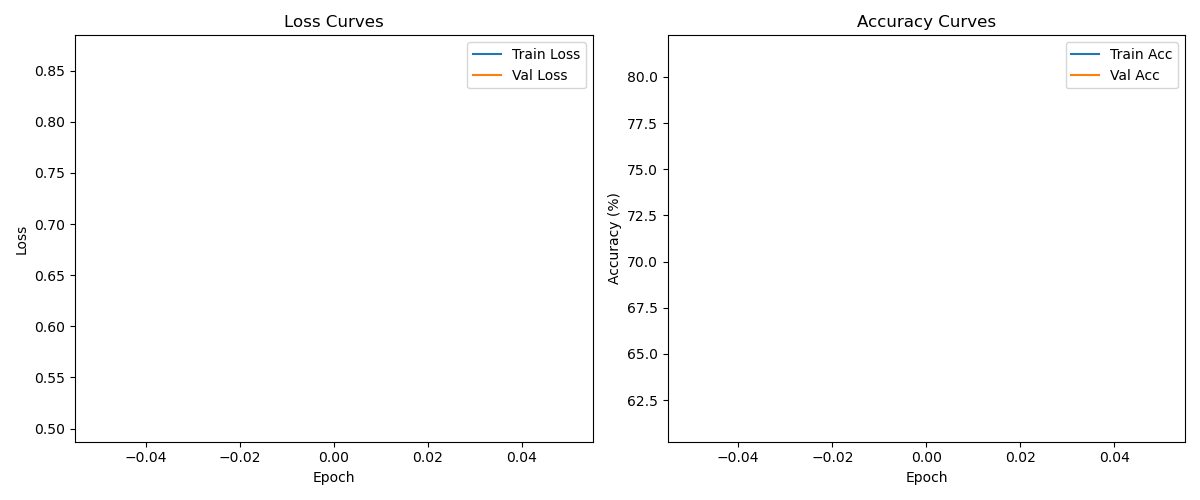 Loss Curves
Train Loss
Val Loss
0.85
0.80
0.75
0.70
0.65
0.60
0.55
0.50
Loss
−0.04 −0.02 0.00 0.02 0.04
Epoch
Accuracy Curves
Train Acc
Val Acc
80.0
77.5
75.0
72.5
70.0
67.5
65.0
62.5
Accuracy (%)
−0.04 −0.02 0.00 0.02 0.04
Epoch